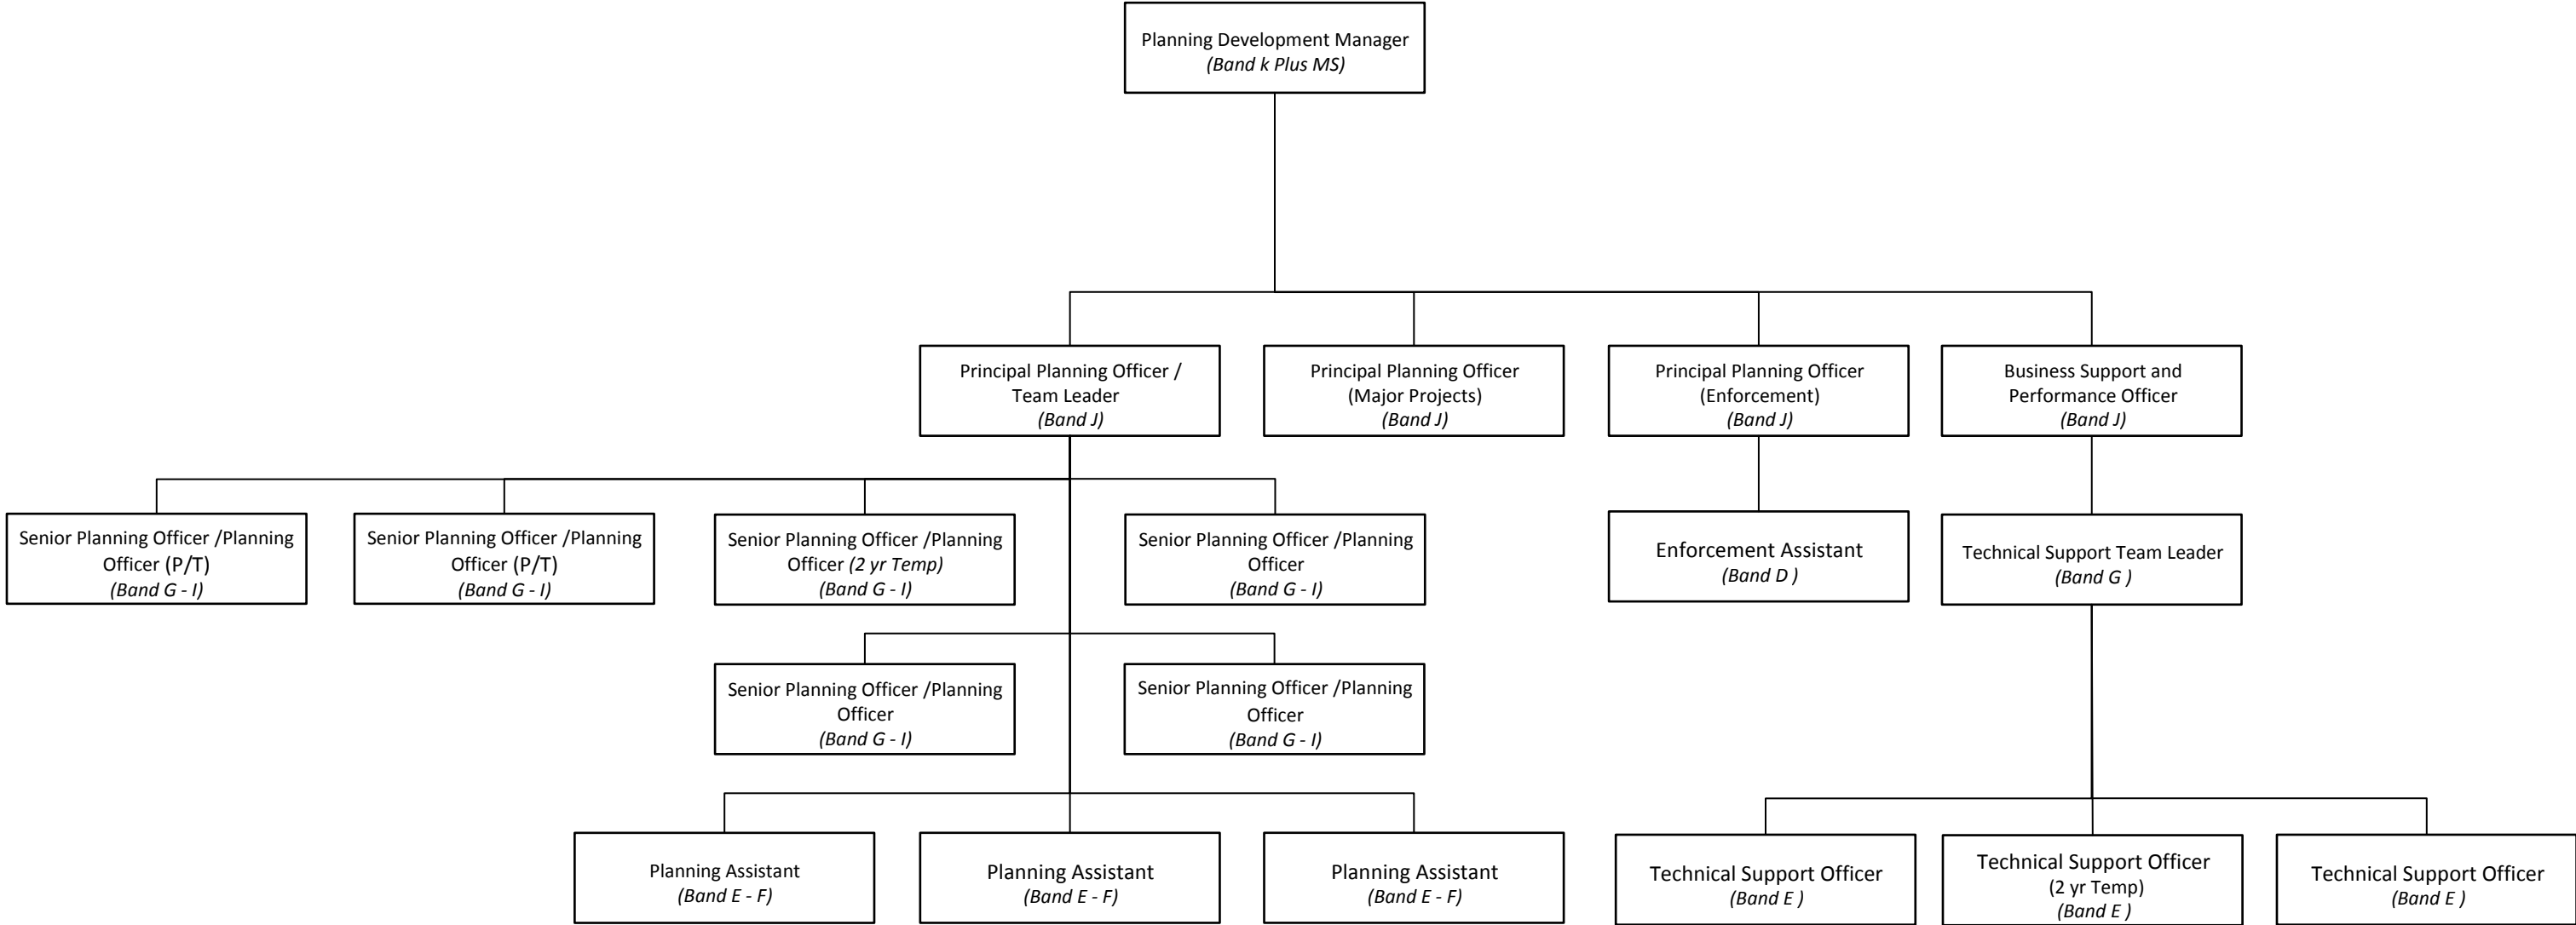 Planning Development Manager
(Band k Plus MS)
Principal Planning Officer /
Team Leader
(Band J)
Principal Planning Officer
(Major Projects)
(Band J)
Principal Planning Officer
(Enforcement)
(Band J)
Business Support and
Performance Officer
(Band J)
Senior Planning Officer /Planning
Officer (P/T)
(Band G - I)
Senior Planning Officer /Planning
Officer (P/T)
(Band G - I)
Senior Planning Officer /Planning
Officer (2 yr Temp)
(Band G - I)
Senior Planning Officer /Planning
Officer
(Band G - I)
Enforcement Assistant
(Band D )
Technical Support Team Leader
(Band G )
Senior Planning Officer /Planning
Officer
(Band G - I)
Senior Planning Officer /Planning
Officer
(Band G - I)
Planning Assistant
(Band E - F)
Planning Assistant
(Band E - F)
Planning Assistant
(Band E - F)
Technical Support Officer
(Band E )
Technical Support Officer
(2 yr Temp)
(Band E )
Technical Support Officer
(Band E )